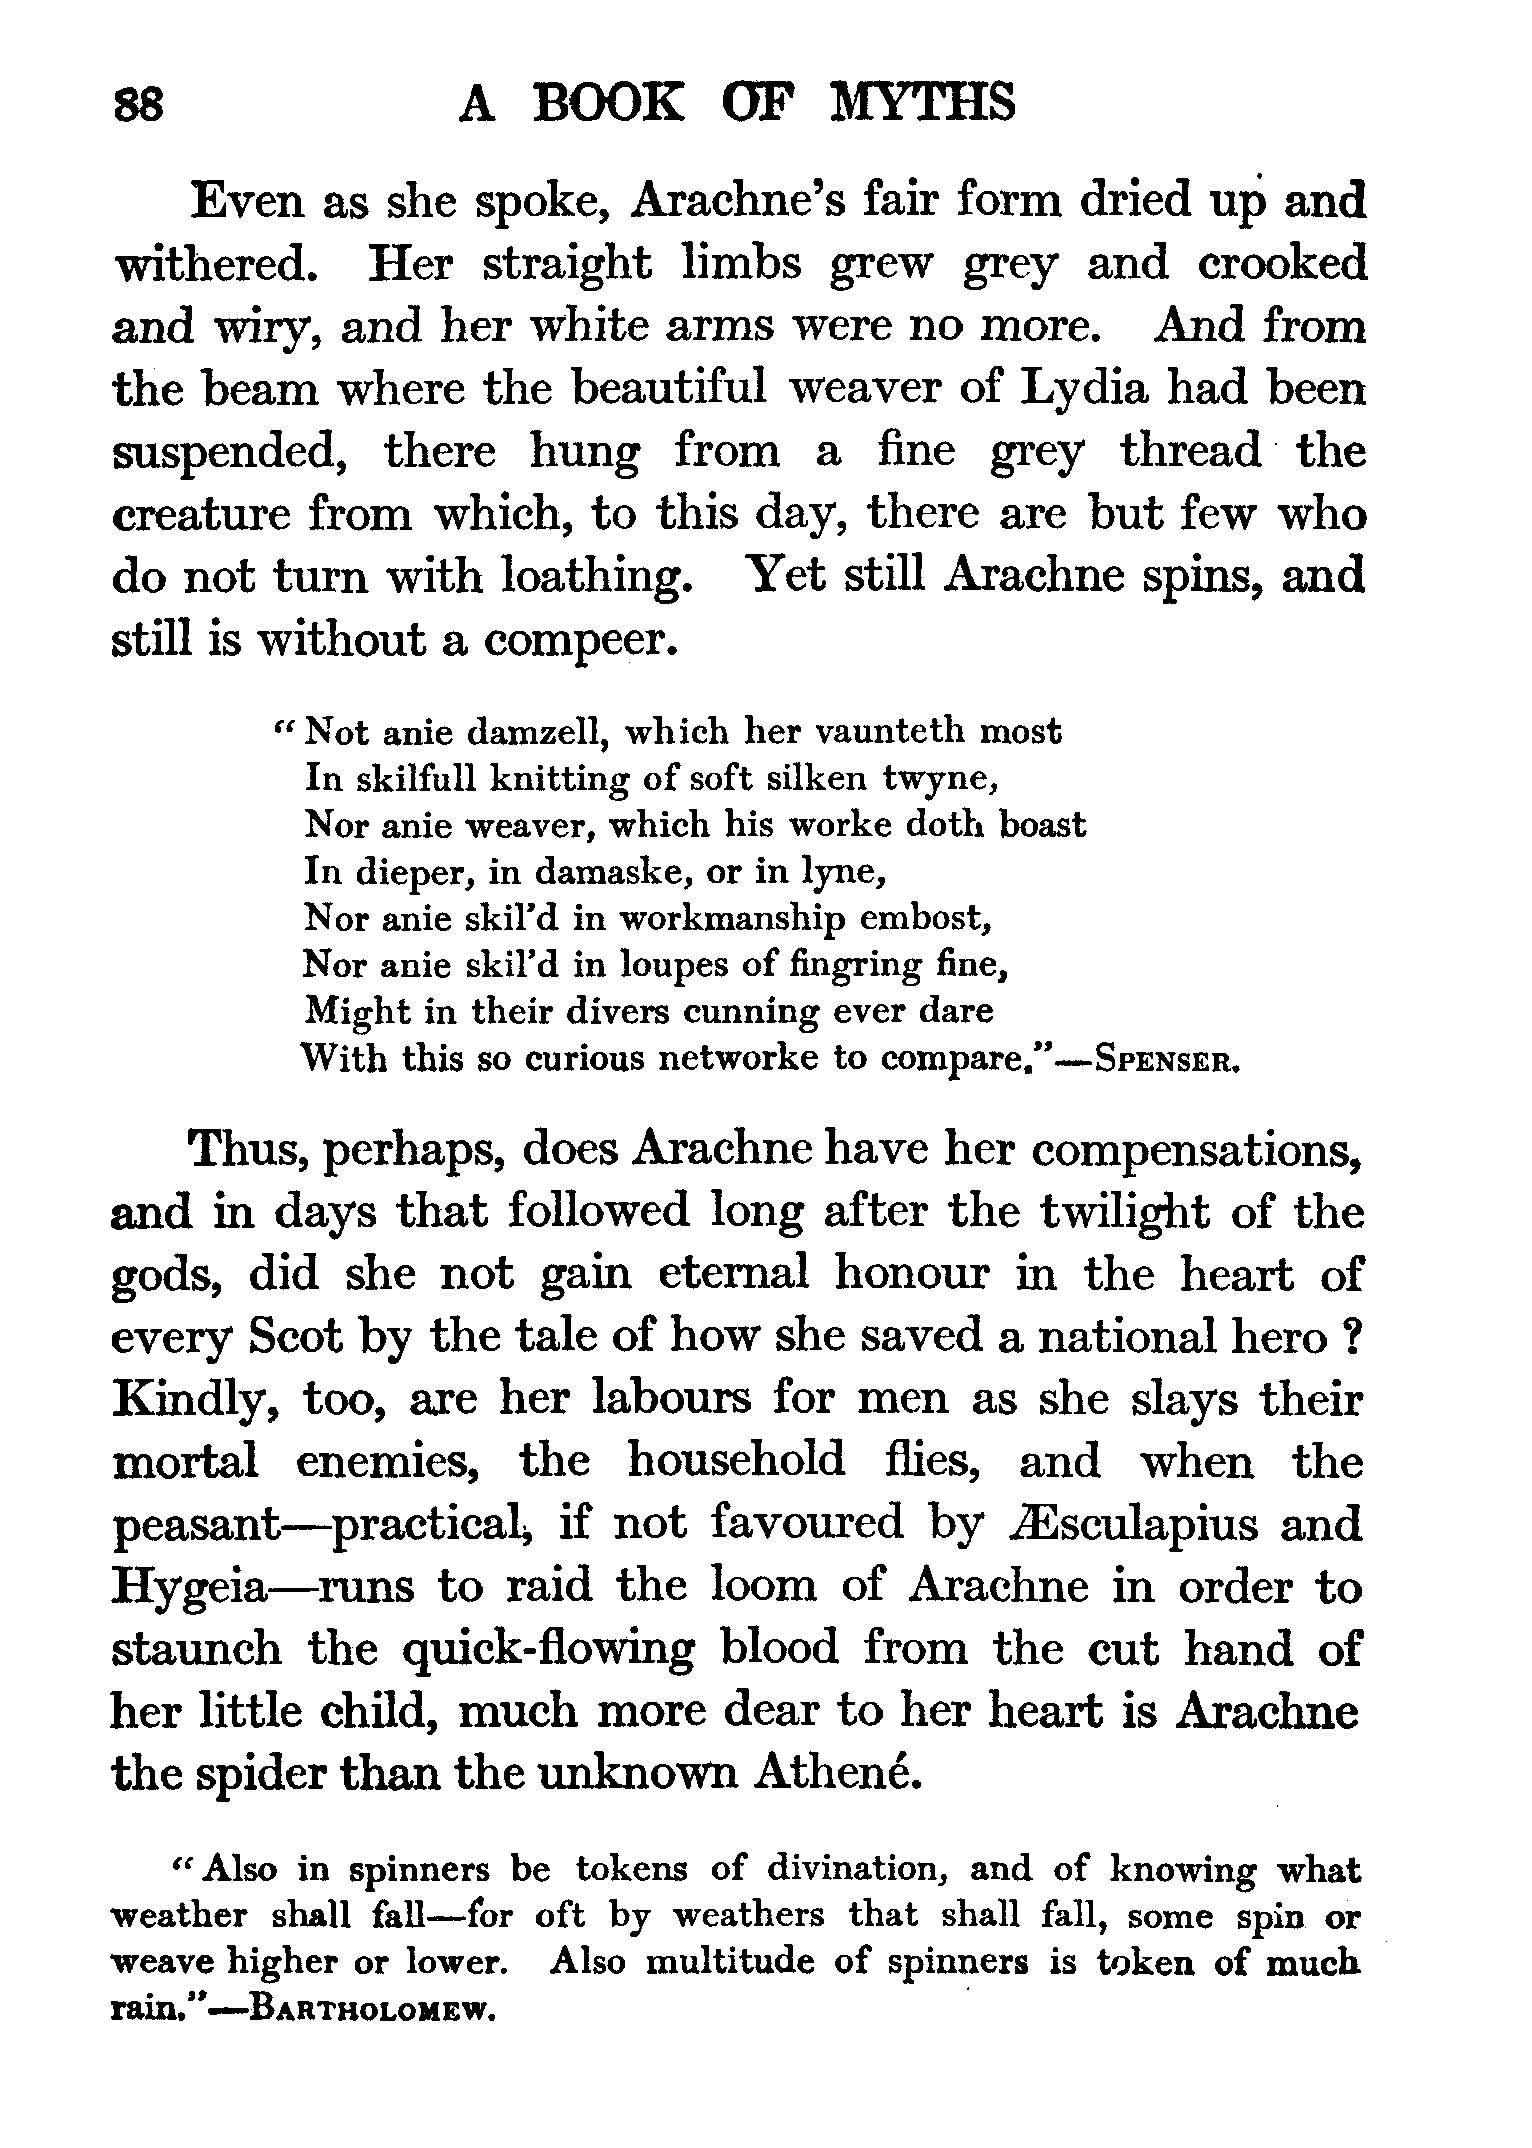 88 A BOOK OF MYTHS
Even as she spoke, Arachne's fair form dried up and
withered. Her straight limbs grew grey and crooked
and wiry, and her white arms were no more. And from
the beam where the beautiful weaver of Lydia had been
suspended, there hung from a fine grey thread the
creature from which, to this day, there are but few who
do not turn with loathing. Yet still Arachne spins, and
still is without a compeer.
“Not anie damzell, which her vaunteth most
In skilfull knitting of soft silken twyne,
Nor anie weaver, which his worke doth boast
In dieper, in damaske, or in lyne,
Nor anie skil'd in workmanship embost,
Nor anie skil'd in loupes of fingring fine,
Might in their divers cunning ever dare
With this so curious networke to compare.”—SPENSER.
Thus, perhaps, does Arachne have her compensations,
and in days that followed long after the twilight of the
gods, did she not gain eternal honour in the heart of
every Scot by the tale of how she saved a national hero ?
Kindly, too, are her labours for men as she slays their
mortal enemies, the household flies, and when the
peasant—practical, if not favoured by Æsculapius and
Hygeia—runs to raid the loom of Arachne in order to
staunch the quick-flowing blood from the cut hand of
her little child, much more dear to her heart is Arachne
the spider than the unknown Athené.
“Also in spinners be tokens of divination, and of knowing what
weather shall fall—for oft by weathers that shall fall, some spin or
weave higher or lower. Also multitude of spinners is token of much
rain.”—BARTHOLOMEW.